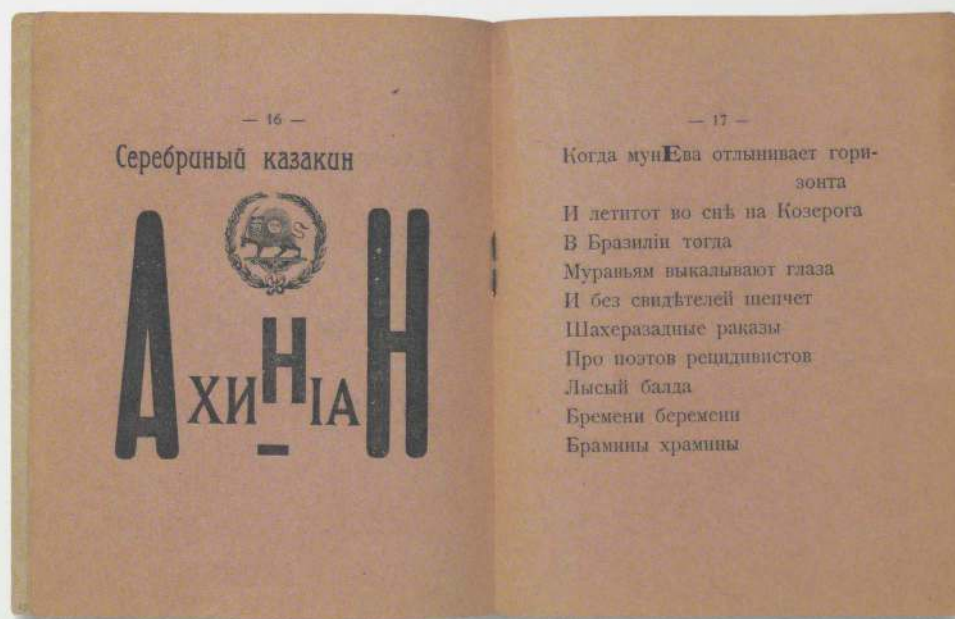 — 16 —
Серебриный казакин
АХИНІАН
— 17 —
Когда мунЕва отлынивает гори-
зонта
И летитот во снѣ на Козерога
В Бразиліи тогда
Муравьям выкалывают глаза
И без свидѣтелей шепчет
Шахеразадные раказы
Про поэтов рецидивистов
Лысый балда
Бремени беремени
Брамины храмины